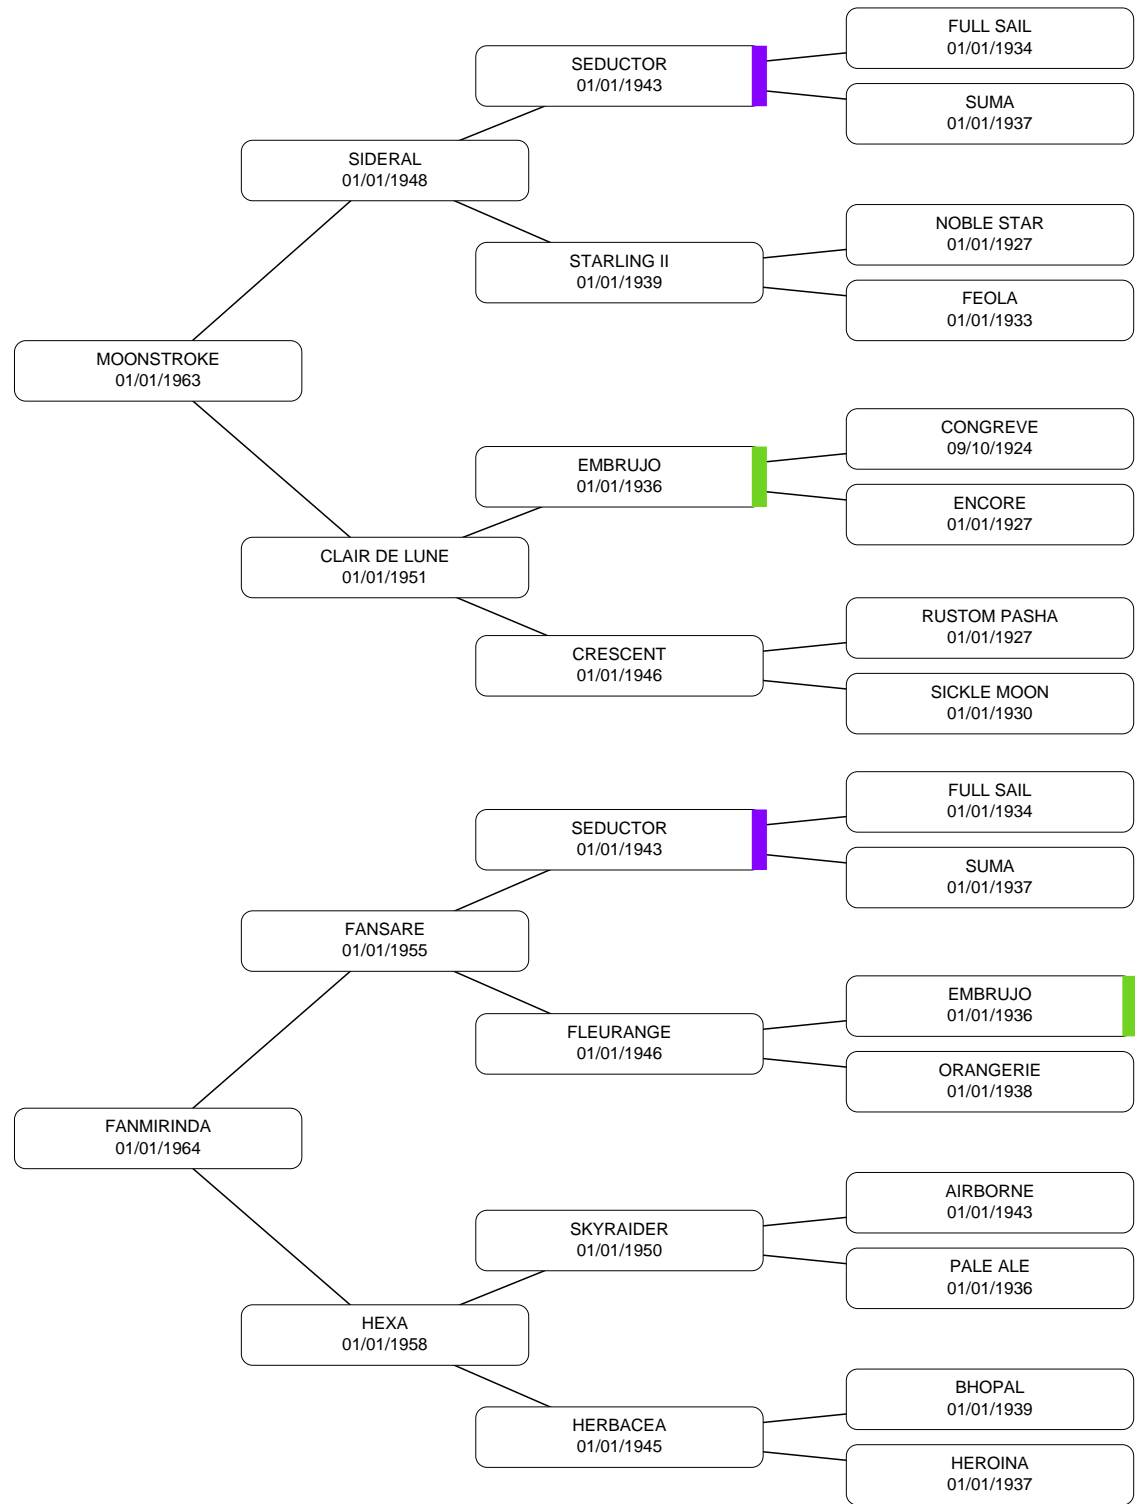 FULL SAIL
01/01/1934
SEDUCTOR
01/01/1943
SUMA
01/01/1937
SIDERAL
01/01/1948
NOBLE STAR
01/01/1927
STARLING II
01/01/1939
FEOLA
01/01/1933
MOONSTROKE
01/01/1963
CONGREVE
09/10/1924
EMBRUJO
01/01/1936
ENCORE
01/01/1927
CLAIR DE LUNE
01/01/1951
RUSTOM PASHA
01/01/1927
CRESCENT
01/01/1946
SICKLE MOON
01/01/1930
FULL SAIL
01/01/1934
SEDUCTOR
01/01/1943
SUMA
01/01/1937
FANSARE
01/01/1955
EMBRUJO
01/01/1936
FLEURANGE
01/01/1946
ORANGERIE
01/01/1938
FANMIRINDA
01/01/1964
AIRBORNE
01/01/1943
SKYRAIDER
01/01/1950
PALE ALE
01/01/1936
HEXA
01/01/1958
BHOPAL
01/01/1939
HERBACEA
01/01/1945
HEROINA
01/01/1937